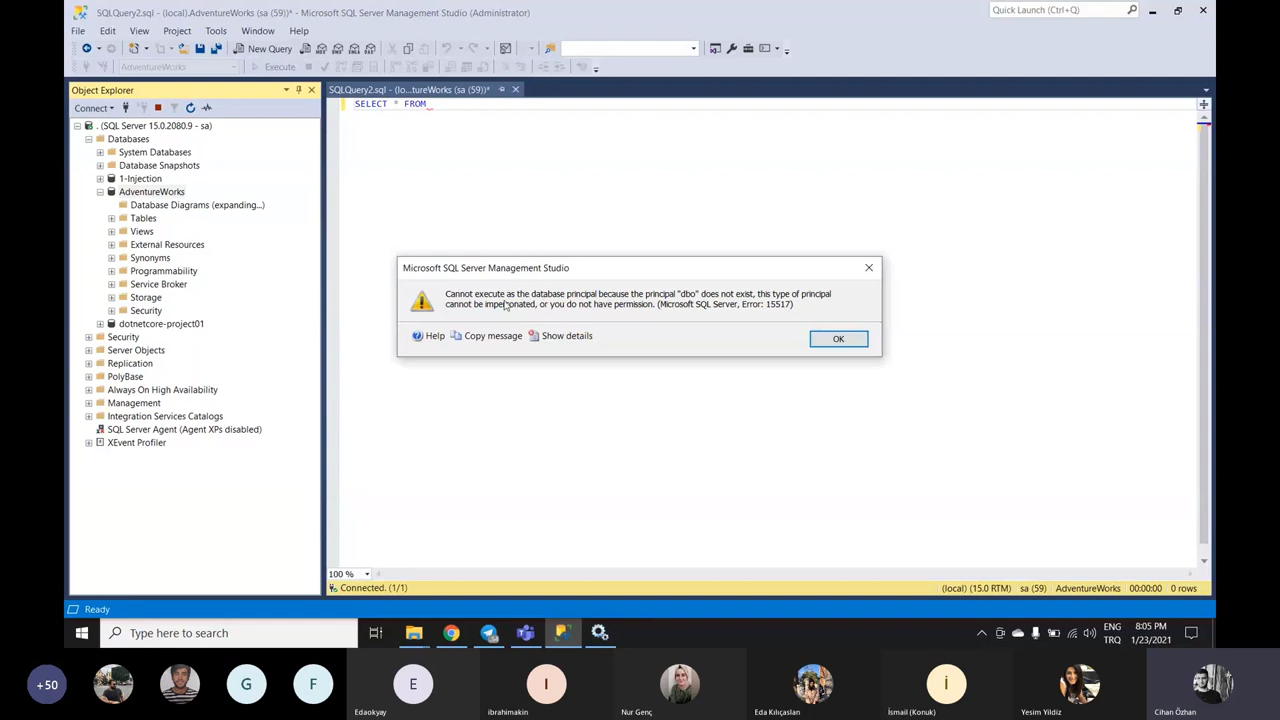 SQLQuery2.sql - (local).AdventureWorks (sa (59))* - Microsoft SQL Server Management Studio (Administrator)
Quick Launch (Ctrl+Q)
File Edit View Project Tools Window Help
New Query
AdventureWorks Execute
Object Explorer
SQLQuery2.sql - (lo...tureWorks (sa (59))*
Connect
SELECT * FROM
. (SQL Server 15.0.2080.9 - sa)
Databases
System Databases
Database Snapshots
1-Injection
AdventureWorks
Database Diagrams (expanding...)
Tables
Views
External Resources
Synonyms
Programmability
Service Broker
Storage
Security
dotnetcore-project01
Security
Server Objects
Replication
PolyBase
Always On High Availability
Management
Integration Services Catalogs
SQL Server Agent (Agent XPs disabled)
XEvent Profiler
Microsoft SQL Server Management Studio
Cannot execute as the database principal because the principal "dbo" does not exist, this type of principal
cannot be impersonated, or you do not have permission. (Microsoft SQL Server, Error: 15517)
Help Copy message Show details OK
100 %
Connected. (1/1) (local) (15.0 RTM) sa (59) AdventureWorks 00:00:00 0 rows
Ready
Type here to search
ENG
TRQ
8:05 PM
1/23/2021
+50
G
F
E
I
İ
Edaokyay
ibrahimakin
Nur Genç
Eda Kılıçaslan
İsmail (Konuk)
Yesim Yildiz
Cihan Özhan